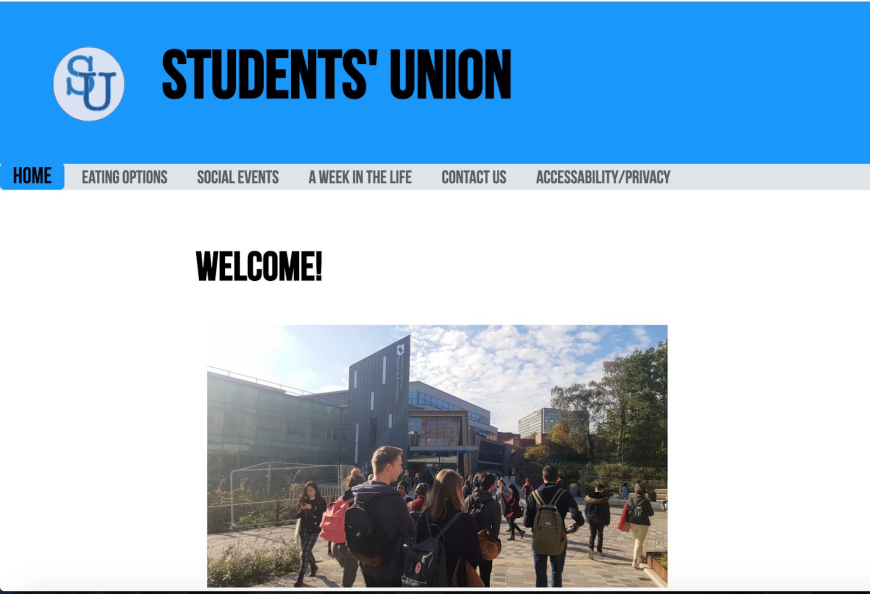 SU
STUDENTS' UNION
HOME EATING OPTIONS SOCIAL EVENTS A WEEK IN THE LIFE CONTACT US ACCESSABILITY/PRIVACY
WELCOME!